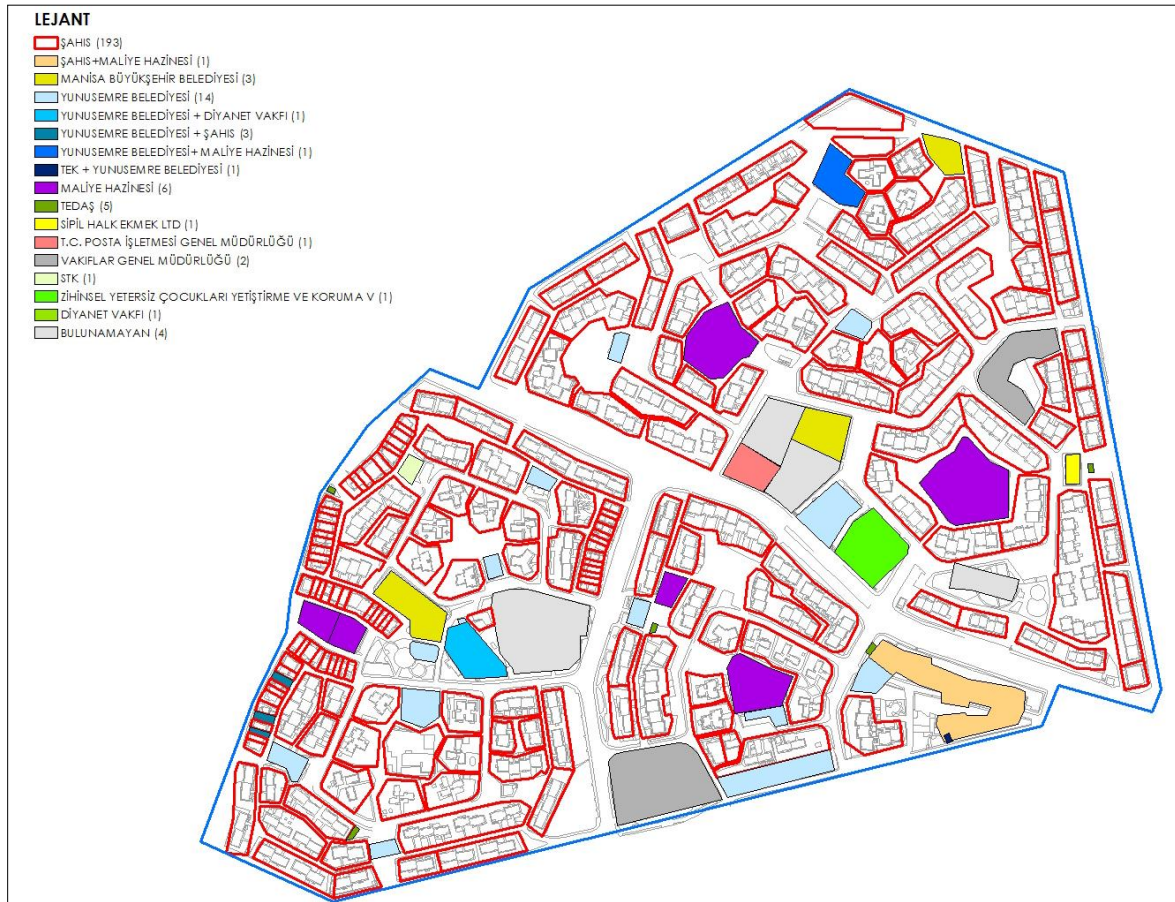 LEJANT
ŞAHIS (193)
ŞAHIS+MALİYE HAZİNESİ (1)
MANİSA BÜYÜKŞEHİR BELEDİYESİ (3)
YUNUSEMRE BELEDİYESİ (14)
YUNUSEMRE BELEDİYESİ + DİYANET VAKFI (1)
YUNUSEMRE BELEDİYESİ + ŞAHIS (3)
YUNUSEMRE BELEDİYESİ+ MALİYE HAZİNESİ (1)
TEK + YUNUSEMRE BELEDİYESİ (1)
MALİYE HAZİNESİ (6)
TEDAŞ (5)
SİPİL HALK EKMEK LTD (1)
T.C. POSTA İŞLETMESİ GENEL MÜDÜRLÜĞÜ (1)
VAKIFLAR GENEL MÜDÜRLÜĞÜ (2)
STK (1)
ZİHİNSEL YETERSİZ ÇOCUKLARI YETİŞTİRME VE KORUMA V (1)
DİYANET VAKFI (1)
BULUNAMAYAN (4)